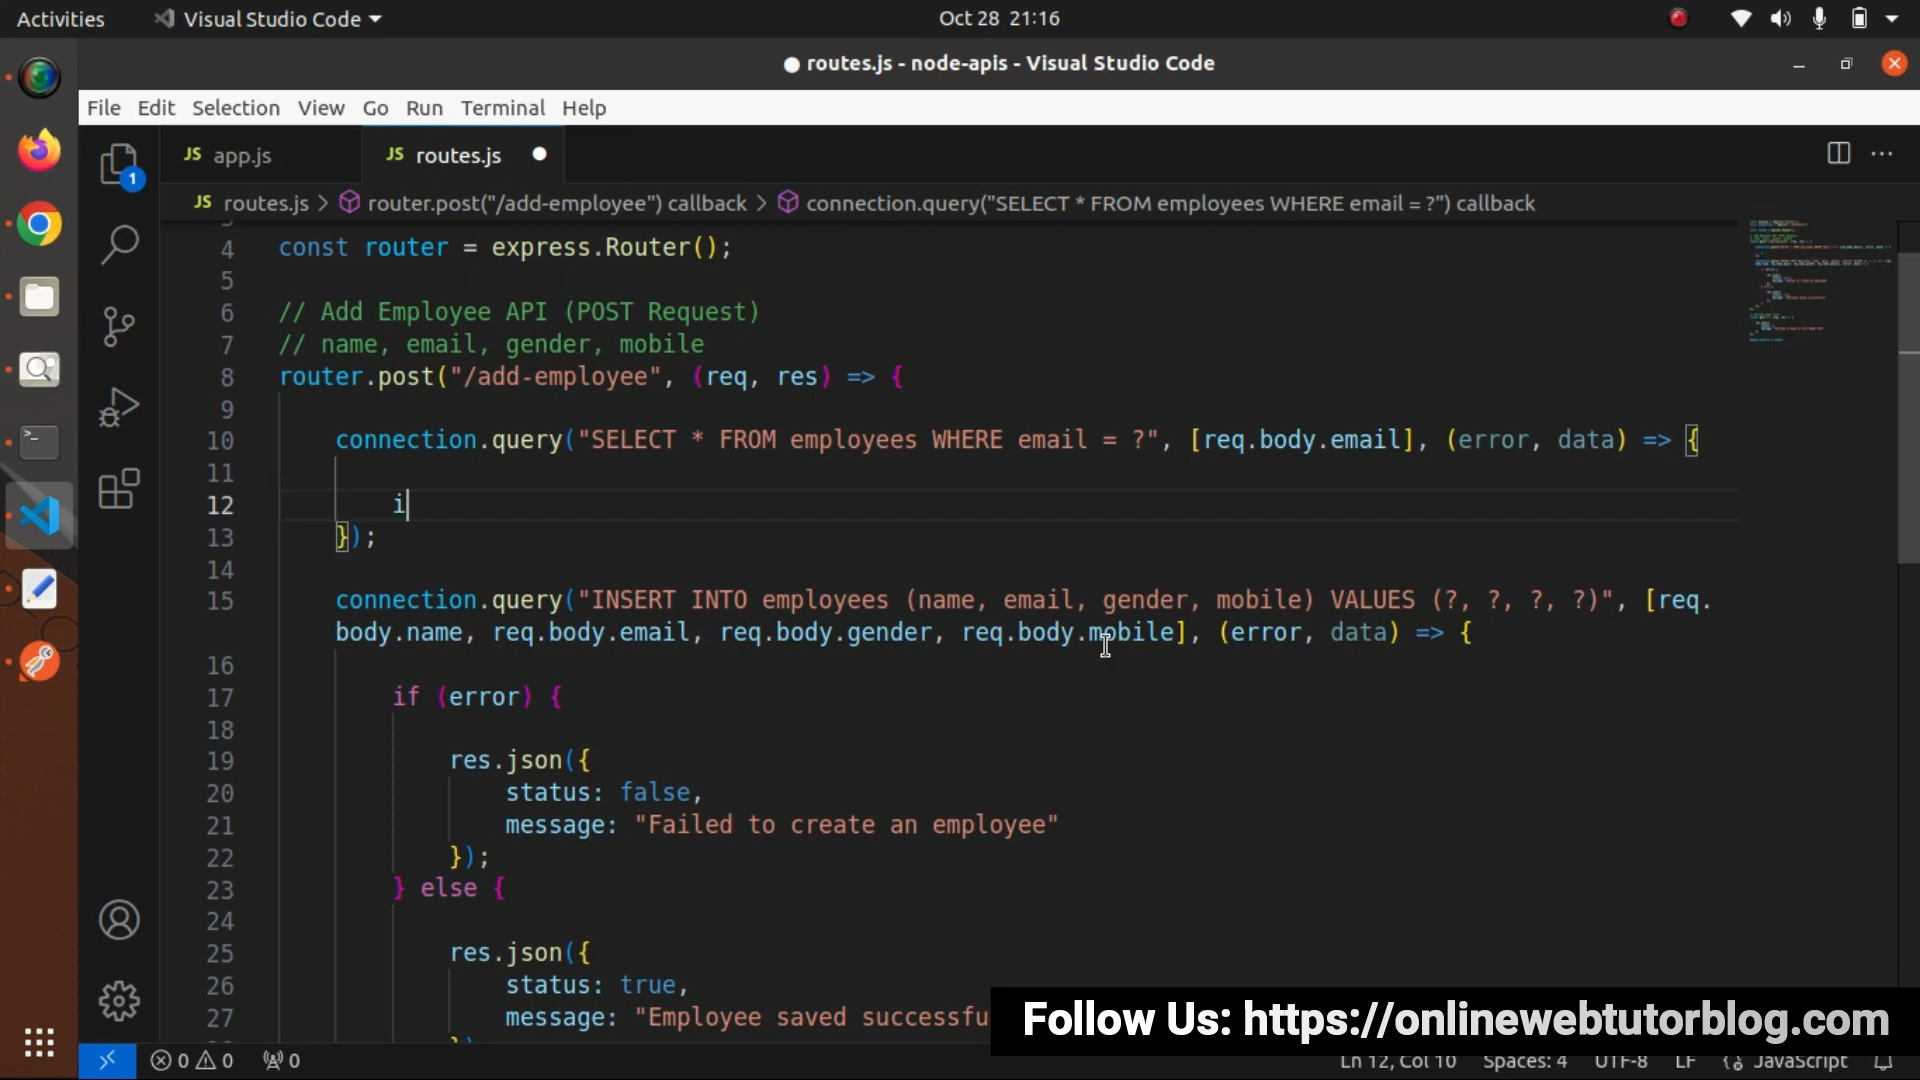 Activities Visual Studio Code Oct 28 21:16
routes.js - node-apis - Visual Studio Code
File Edit Selection View Go Run Terminal Help
1
JS app.js JS routes.js
JS routes.js > router.post("/add-employee") callback > connection.query("SELECT * FROM employees WHERE email = ?") callback
4 const router = express.Router();
5
6 // Add Employee API (POST Request)
7 // name, email, gender, mobile
8 router.post("/add-employee", (req, res) => {
9
10 connection.query("SELECT * FROM employees WHERE email = ?", [req.body.email], (error, data) => {
11
12 i
13 });
14
15 connection.query("INSERT INTO employees (name, email, gender, mobile) VALUES (?, ?, ?, ?)", [req.
body.name, req.body.email, req.body.gender, req.body.mobile], (error, data) => {
16
17 if (error) {
18
19 res.json({
20 status: false,
21 message: "Failed to create an employee"
22 });
23 } else {
24
25 res.json({
26 status: true,
27 message: "Employee saved successfu
Follow Us: https://onlinewebtutorblog.com
0 0 0 Ln 12, Col 10 Spaces: 4 UTF-8 LF JavaScript